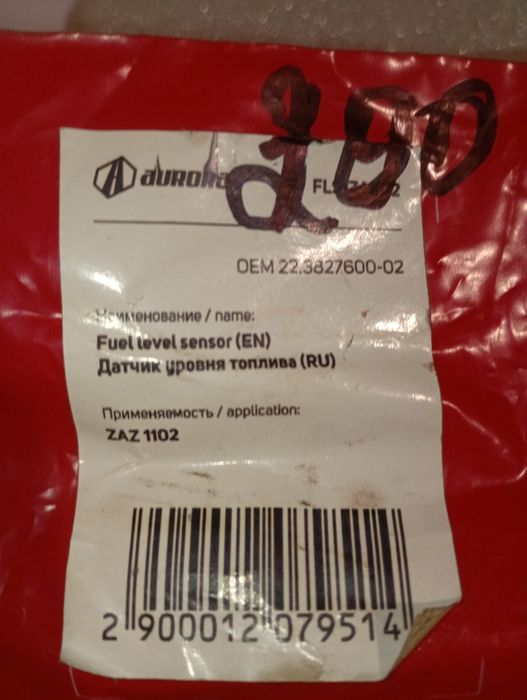 280
AURORA
OEM 22.3827600-02
Наименование / name:
Fuel level sensor (EN)
Датчик уровня топлива (RU)
Применяемость / application:
ZAZ 1102
2 900012 079514